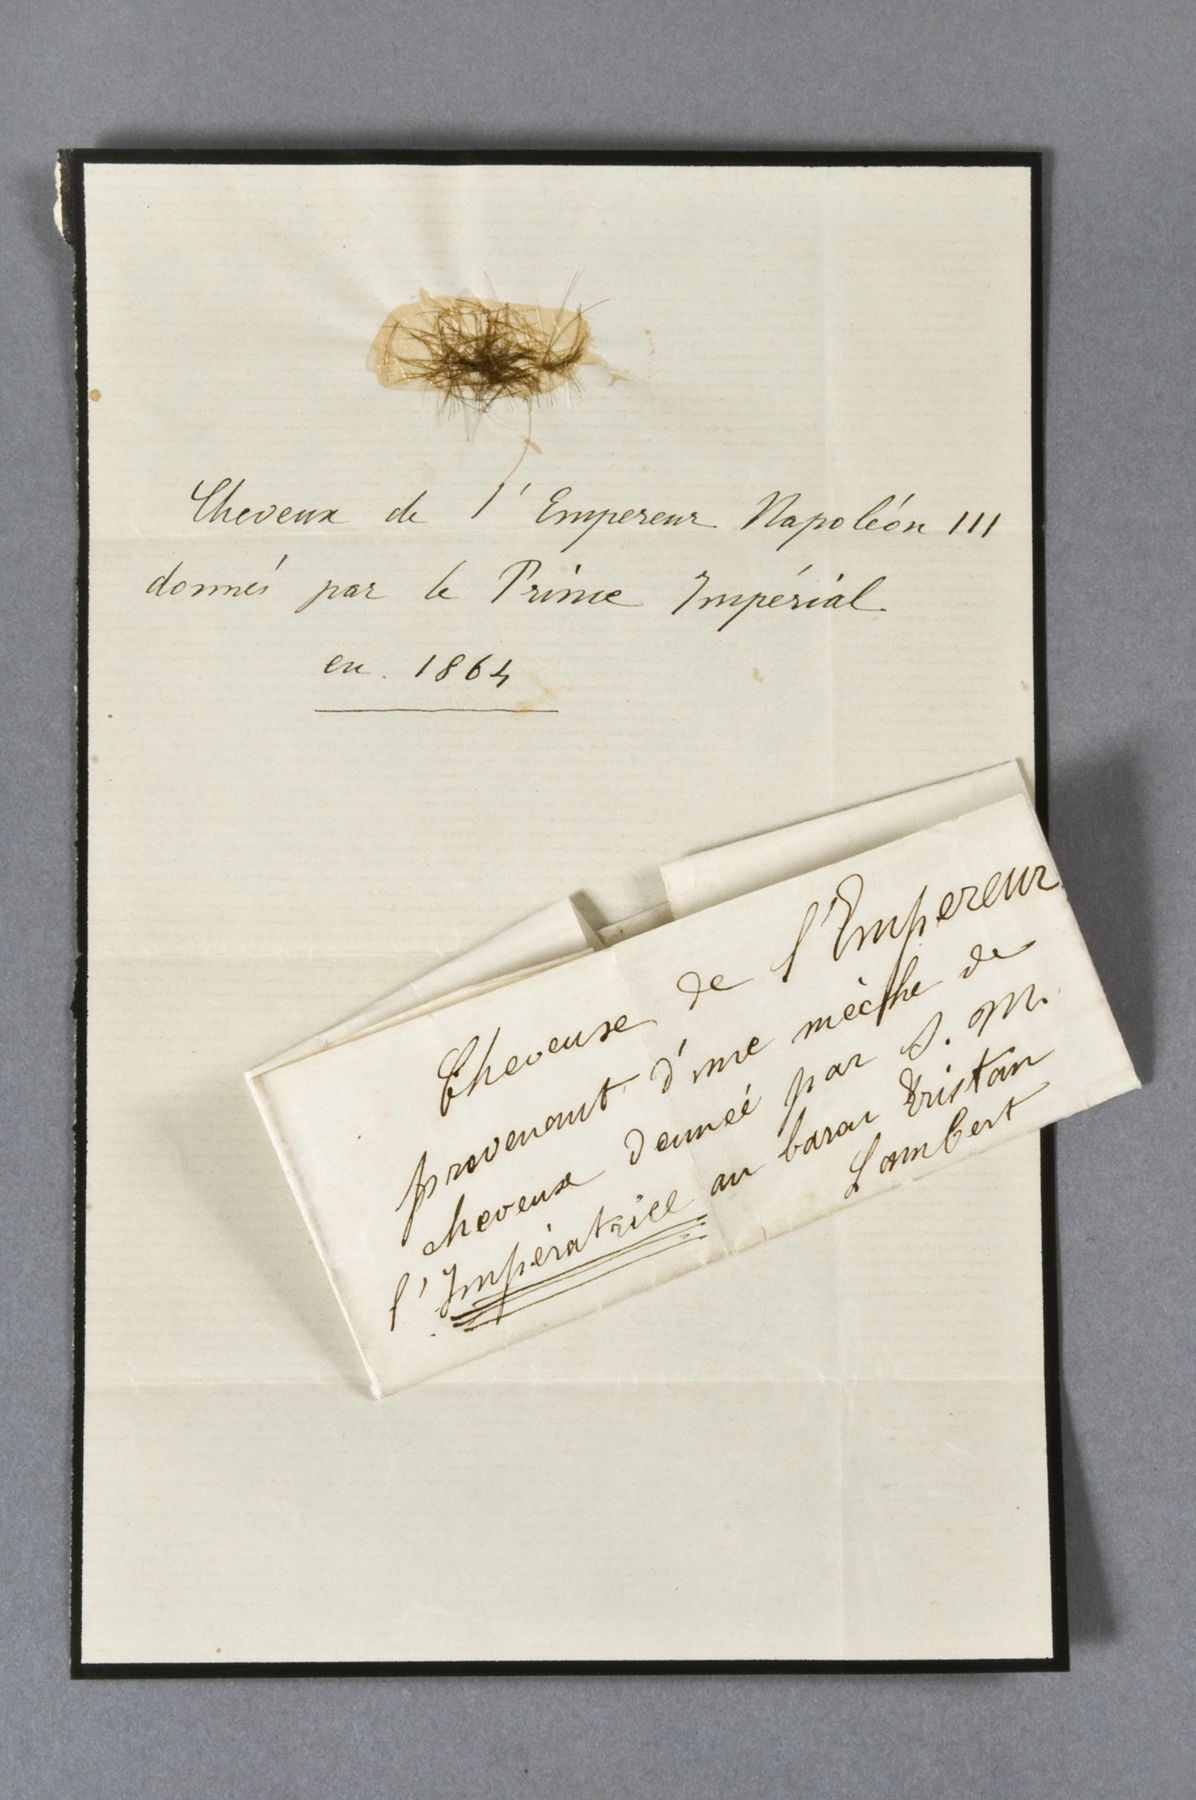 Cheveux de l'Empereur Napoléon III
donnés par le Prince Impérial.
en. 1864
Cheveux de l'Empereur
provenant d'une mèche de
cheveux donnée par S. M.
l'Impératrice au baron Tristan
Lambert